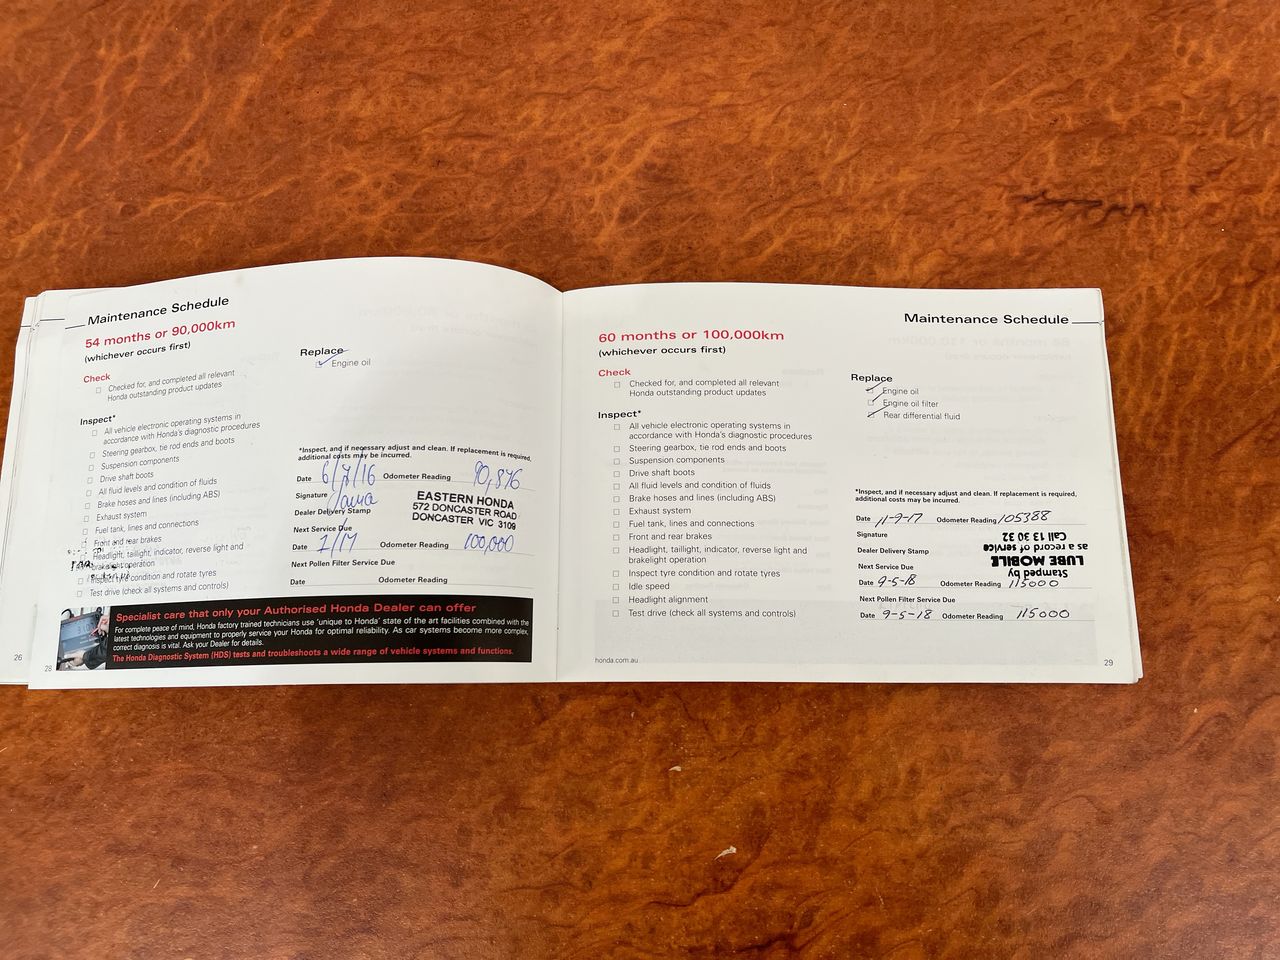 Maintenance Schedule
54 months or 90,000km
(whichever occurs first)
Check
Checked for, and completed all relevant
Honda outstanding product updates
Inspect*
All vehicle electronic operating systems in
accordance with Honda's diagnostic procedures
Steering gearbox, tie rod ends and boots
Suspension components
Drive shaft boots
All fluid levels and condition of fluids
Brake hoses and lines (including ABS)
Exhaust system
Fuel tank, lines and connections
Front and rear brakes
Headlight, taillight, indicator, reverse light and
brakelight operation
Inspect tyre condition and rotate tyres
Test drive (check all systems and controls)
Replace
Engine oil
*Inspect, and if necessary adjust and clean. If replacement is required,
additional costs may be incurred.
Date 6/7/16 Odometer Reading 90,846
Signature
Dealer Delivery Stamp
EASTERN HONDA
572 DONCASTER ROAD
DONCASTER VIC 3109
Next Service Due
Date 1/17 Odometer Reading 100,000
Next Pollen Filter Service Due
Date Odometer Reading
Specialist care that only your Authorised Honda Dealer can offer
For complete peace of mind, Honda factory trained technicians use 'unique to Honda' state of the art facilities combined with the
latest technologies and equipment to properly service your Honda for optimal reliability. As car systems become more complex,
correct diagnosis is vital. Ask your Dealer for details.
The Honda Diagnostic System (HDS) tests and troubleshoots a wide range of vehicle systems and functions.
26
28
Maintenance Schedule
60 months or 100,000km
(whichever occurs first)
Check
Checked for, and completed all relevant
Honda outstanding product updates
Inspect*
All vehicle electronic operating systems in
accordance with Honda's diagnostic procedures
Steering gearbox, tie rod ends and boots
Suspension components
Drive shaft boots
All fluid levels and condition of fluids
Brake hoses and lines (including ABS)
Exhaust system
Fuel tank, lines and connections
Front and rear brakes
Headlight, taillight, indicator, reverse light and
brakelight operation
Inspect tyre condition and rotate tyres
Idle speed
Headlight alignment
Test drive (check all systems and controls)
Replace
Engine oil
Engine oil filter
Rear differential fluid
*Inspect, and if necessary adjust and clean. If replacement is required,
additional costs may be incurred.
Date 11-9-17 Odometer Reading 105388
Signature
Dealer Delivery Stamp
Stamped by
LUBE MOBILE
as a record of service
Call 13 30 32
Next Service Due
Date 9-5-18 Odometer Reading 115000
Next Pollen Filter Service Due
Date 9-5-18 Odometer Reading 115000
honda.com.au
29